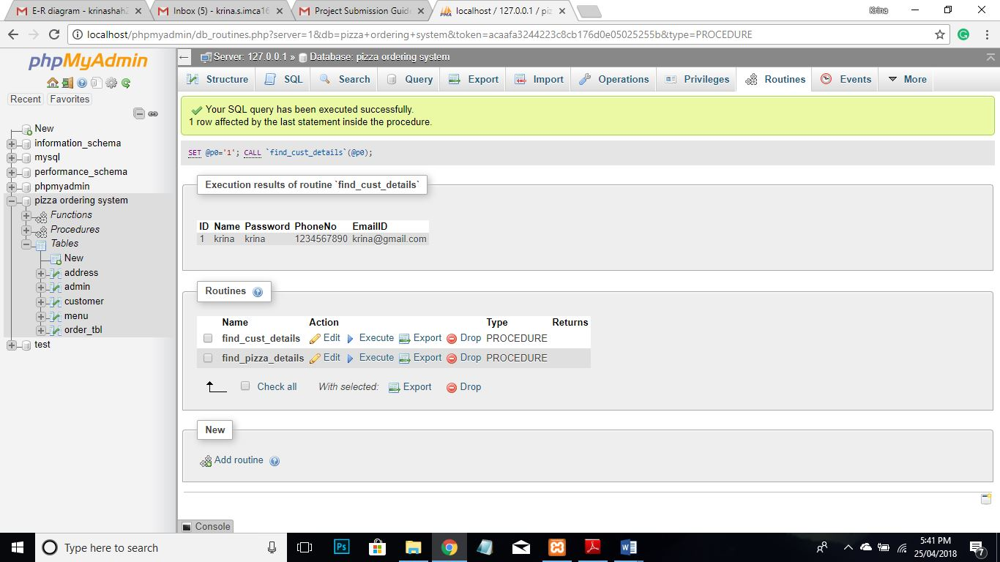 E-R diagram - krinashah2
Inbox (5) - krina.s.imca16
Project Submission Guid
localhost / 127.0.0.1 / piz
Krina
localhost/phpmyadmin/db_routines.php?server=1&db=pizza+ordering+system&token=acaafa3244223c82b176d0e05025255b&type=PROCEDURE
phpMyAdmin
Recent Favorites
New
information_schema
mysql
performance_schema
phpmyadmin
pizza ordering system
Functions
Procedures
Tables
New
address
admin
customer
menu
order_tbl
test
Server: 127.0.0.1 » Database: pizza ordering system
Structure SQL Search Query Export Import Operations Privileges Routines Events More
Your SQL query has been executed successfully.
1 row affected by the last statement inside the procedure.
SET @p0='1'; CALL `find_cust_details`(@p0);
Execution results of routine `find_cust_details`
ID Name Password PhoneNo EmailID
1 krina krina 1234567890 krina@gmail.com
Routines
Name Action Type Returns
find_cust_details Edit Execute Export Drop PROCEDURE
find_pizza_details Edit Execute Export Drop PROCEDURE
Check all With selected: Export Drop
New
Add routine
Console
Type here to search
Ps
5:41 PM
25/04/2018
7